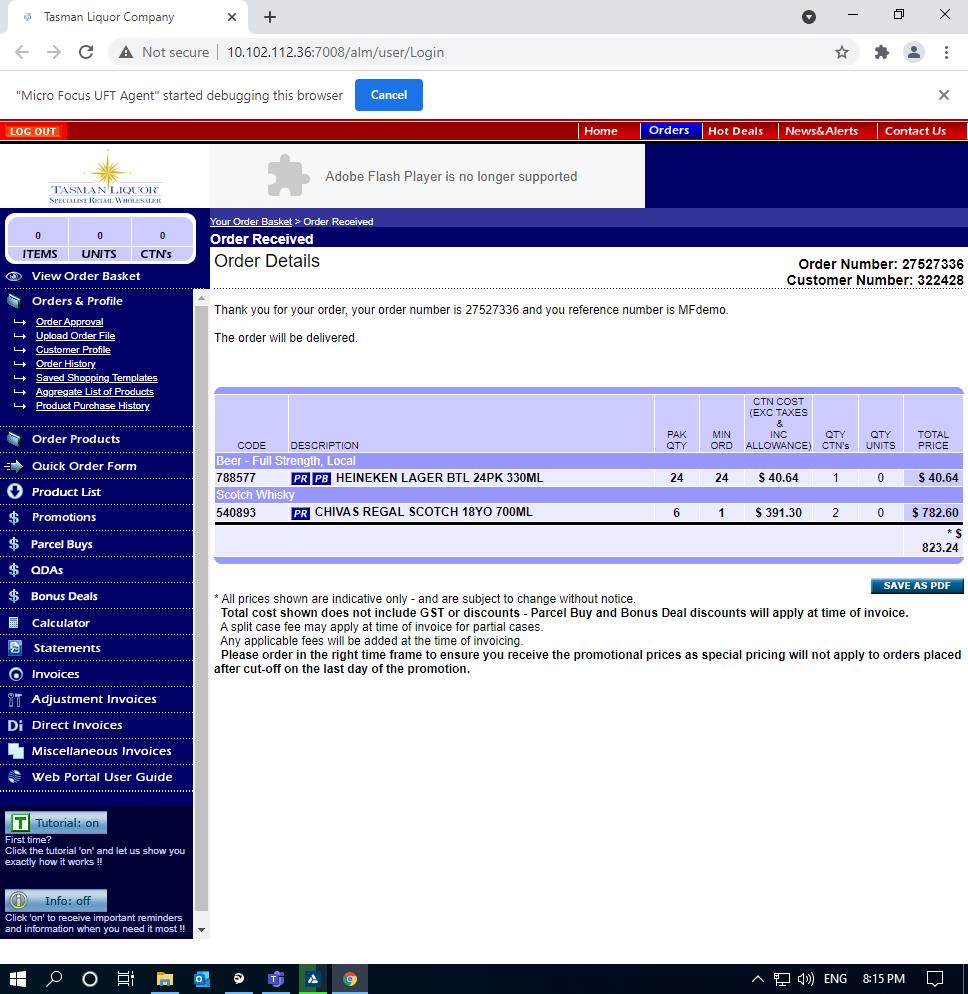 Tasman Liquor Company
Not secure
10.102.112.36:7008/alm/user/Login
"Micro Focus UFT Agent" started debugging this browser
Cancel
LOG OUT
Home
Orders
Hot Deals
News&Alerts
Contact Us
TASMAN LIQUOR
SPECIALIST RETAIL WHOLESALER
Adobe Flash Player is no longer supported
0 0 0
ITEMS UNITS CTN's
Your Order Basket > Order Received
Order Received
Order Details
Order Number: 27527336
Customer Number: 322428
View Order Basket
Orders & Profile
Order Approval
Upload Order File
Customer Profile
Order History
Saved Shopping Templates
Aggregate List of Products
Product Purchase History
Order Products
Quick Order Form
Product List
$ Promotions
$ Parcel Buys
$ QDAs
$ Bonus Deals
Calculator
Statements
Invoices
Adjustment Invoices
Di Direct Invoices
Miscellaneous Invoices
Web Portal User Guide
T Tutorial: on
First time?
Click the tutorial 'on' and let us show you
exactly how it works !!
Info: off
Click 'on' to receive important reminders
and information when you need it most !!
Thank you for your order, your order number is 27527336 and you reference number is MFdemo.
The order will be delivered.
CTN COST
(EXC TAXES
&
PAK MIN INC QTY QTY TOTAL
CODE DESCRIPTION QTY ORD ALLOWANCE) CTN's UNITS PRICE
Beer - Full Strength, Local
788577 PR PB HEINEKEN LAGER BTL 24PK 330ML 24 24 $ 40.64 1 0 $ 40.64
Scotch Whisky
540893 PR CHIVAS REGAL SCOTCH 18YO 700ML 6 1 $ 391.30 2 0 $ 782.60
* $
823.24
SAVE AS PDF
* All prices shown are indicative only - and are subject to change without notice.
Total cost shown does not include GST or discounts - Parcel Buy and Bonus Deal discounts will apply at time of invoice.
A split case fee may apply at time of invoice for partial cases.
Any applicable fees will be added at the time of invoicing.
Please order in the right time frame to ensure you receive the promotional prices as special pricing will not apply to orders placed
after cut-off on the last day of the promotion.
ENG 8:15 PM